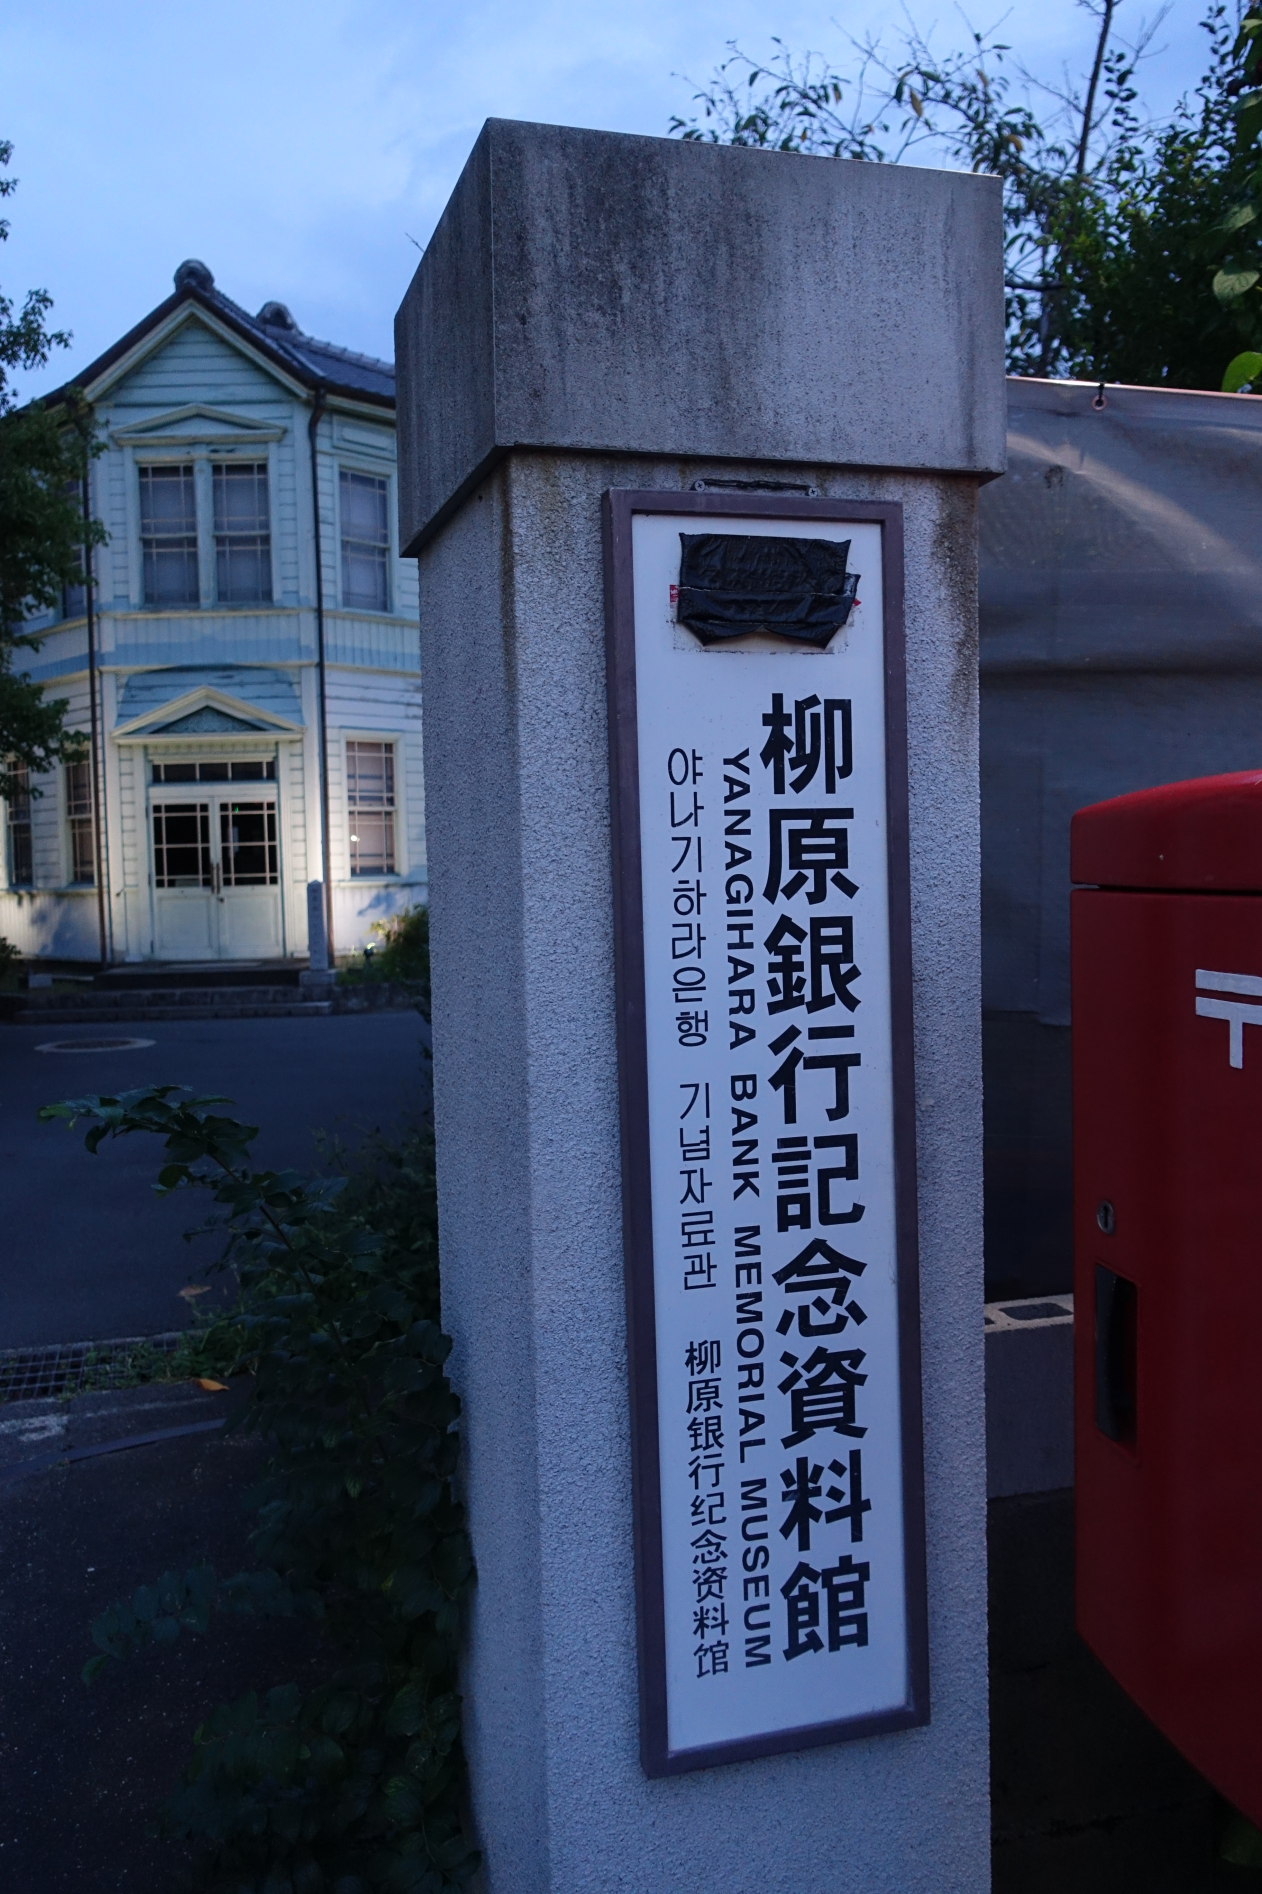 柳原銀行記念資料館
YANAGIHARA BANK MEMORIAL MUSEUM
야나기하라은행 기념자료관 柳原银行纪念资料馆
〒